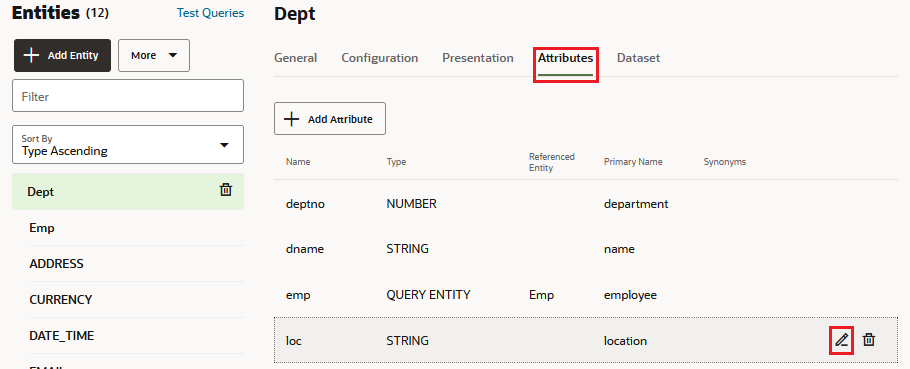 Entities (12) Test Queries
Add Entity More
Filter
Sort By
Type Ascending
Dept
Emp
ADDRESS
CURRENCY
DATE_TIME
EMAIL
Dept
General Configuration Presentation Attributes Dataset
Add Attribute
Name Type Referenced Entity Primary Name Synonyms
deptno NUMBER department
dname STRING name
emp QUERY ENTITY Emp employee
loc STRING location